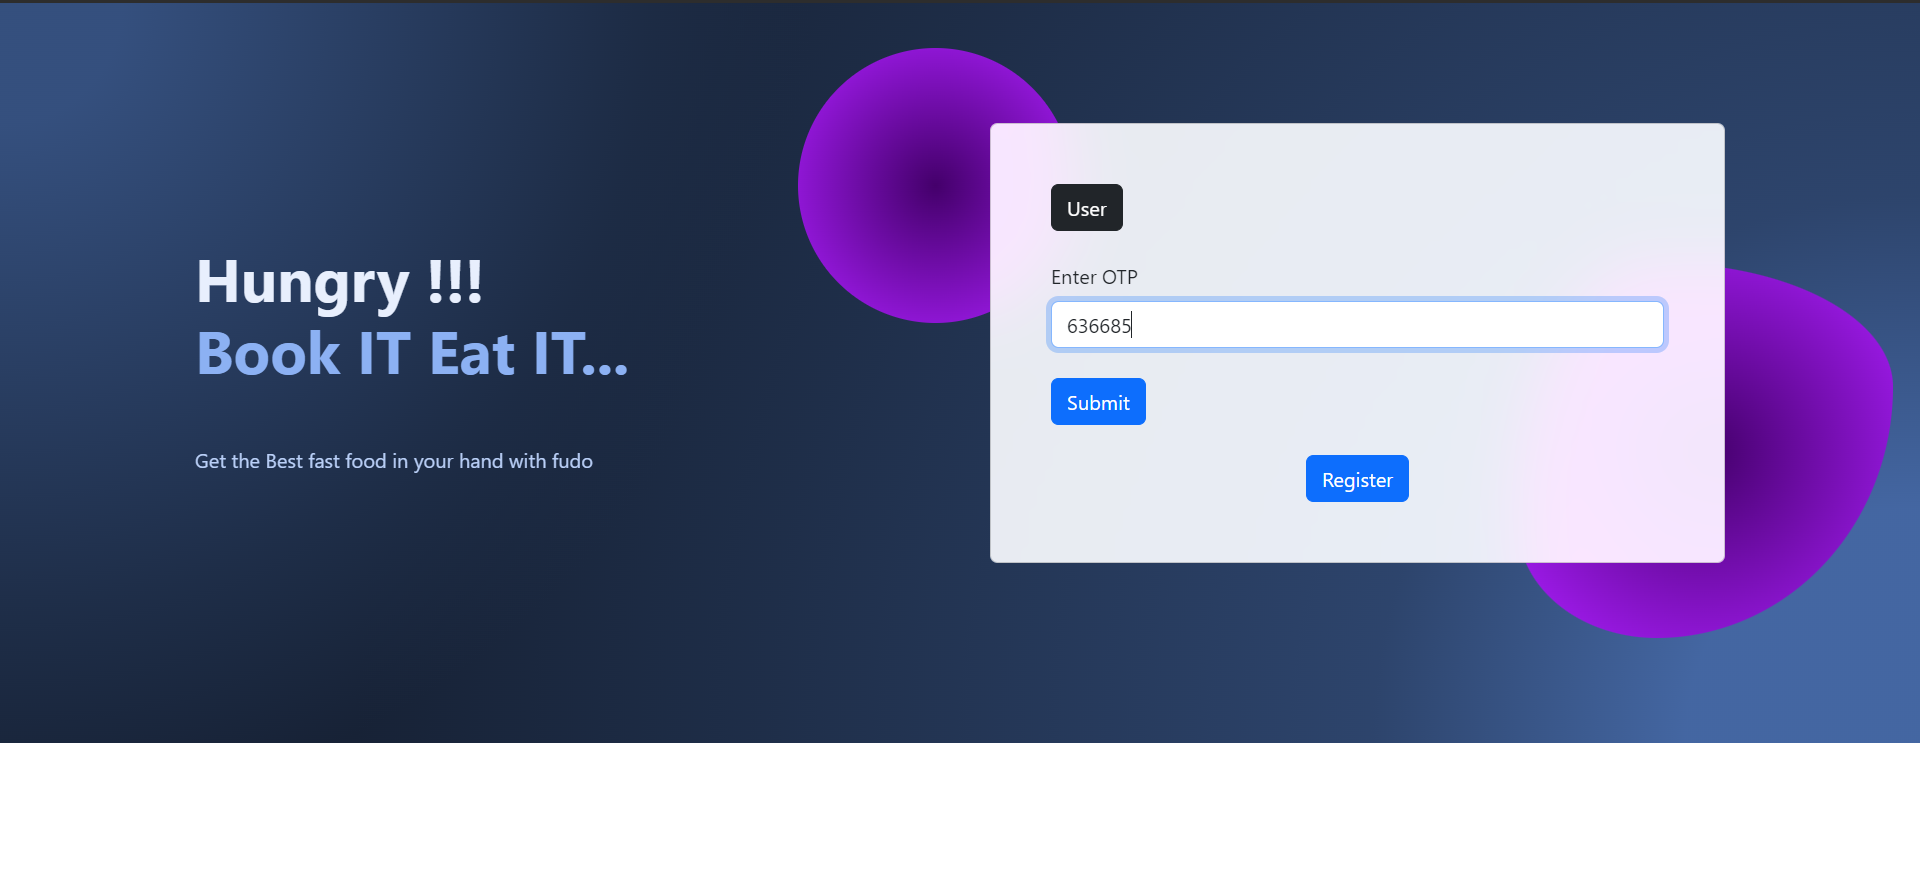 Hungry !!!
Book IT Eat IT...
Get the Best fast food in your hand with fudo
User
Enter OTP
636685
Submit
Register